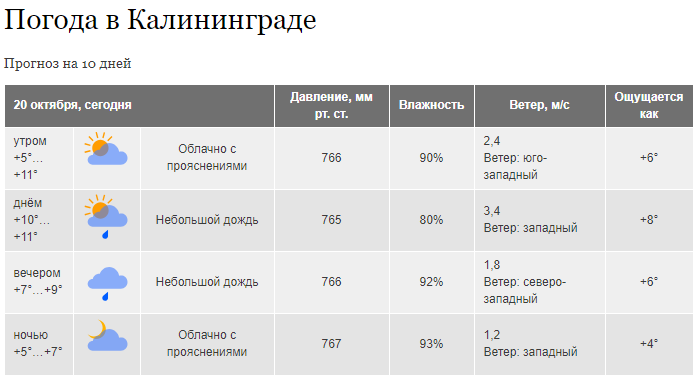 Погода в Калининграде
Прогноз на 10 дней
20 октября, сегодня
Давление, мм
рт. ст.
Влажность
Ветер, м/с
Ощущается
как
утром
+5°…
+11°
Облачно с
прояснениями
766
90%
2,4
Ветер: юго-
западный
+6°
днём
+10°…
+11°
Небольшой дождь
765
80%
3,4
Ветер: западный
+8°
вечером
+7°…+9°
Небольшой дождь
766
92%
1,8
Ветер: северо-
западный
+6°
ночью
+5°…+7°
Облачно с
прояснениями
767
93%
1,2
Ветер: западный
+4°